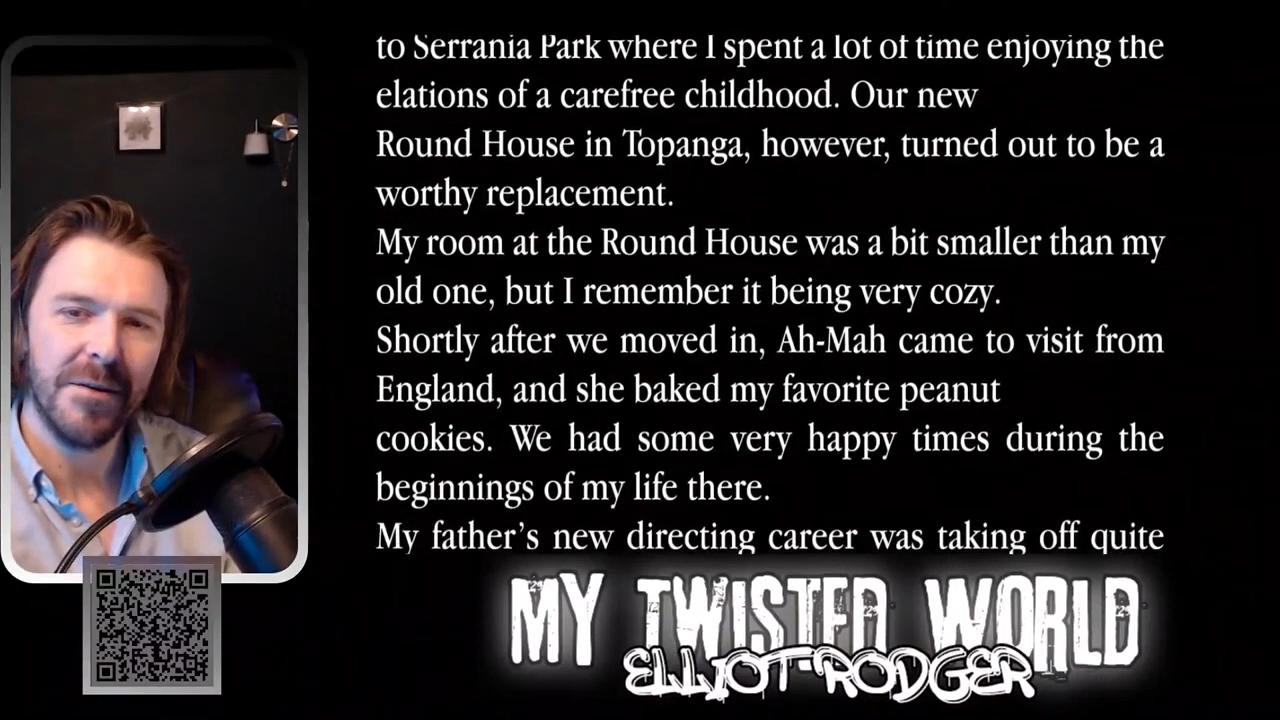 to Serrania Park where I spent a lot of time enjoying the
elations of a carefree childhood. Our new
Round House in Topanga, however, turned out to be a
worthy replacement.
My room at the Round House was a bit smaller than my
old one, but I remember it being very cozy.
Shortly after we moved in, Ah-Mah came to visit from
England, and she baked my favorite peanut
cookies. We had some very happy times during the
beginnings of my life there.
My father's new directing career was taking off quite
MY TWISTED WORLD
ELLIOT RODGER